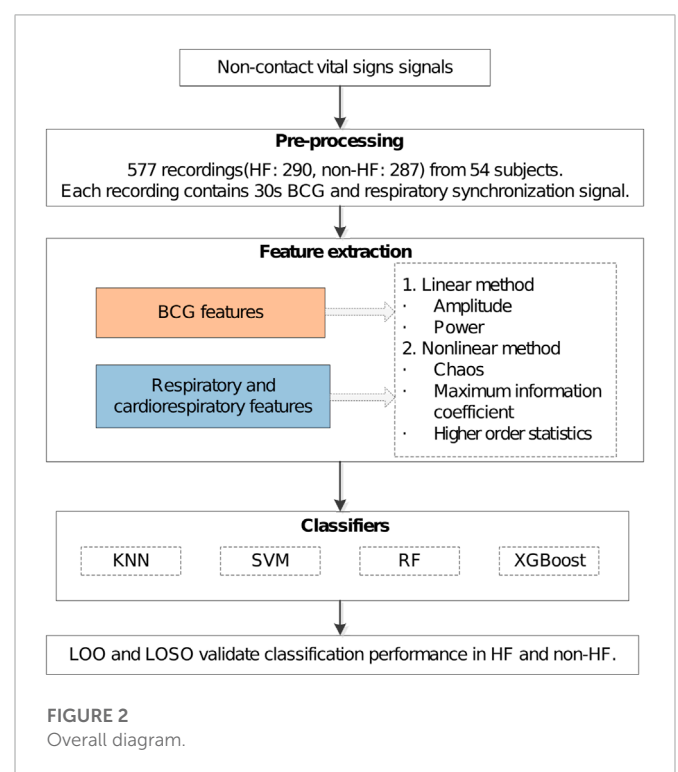 Non-contact vital signs signals
Pre-processing
577 recordings(HF: 290, non-HF: 287) from 54 subjects.
Each recording contains 30s BCG and respiratory synchronization signal.
Feature extraction
BCG features
Respiratory and
cardiorespiratory features
1. Linear method
· Amplitude
· Power
2. Nonlinear method
· Chaos
· Maximum information
coefficient
· Higher order statistics
Classifiers
KNN SVM RF XGBoost
LOO and LOSO validate classification performance in HF and non-HF.
FIGURE 2
Overall diagram.